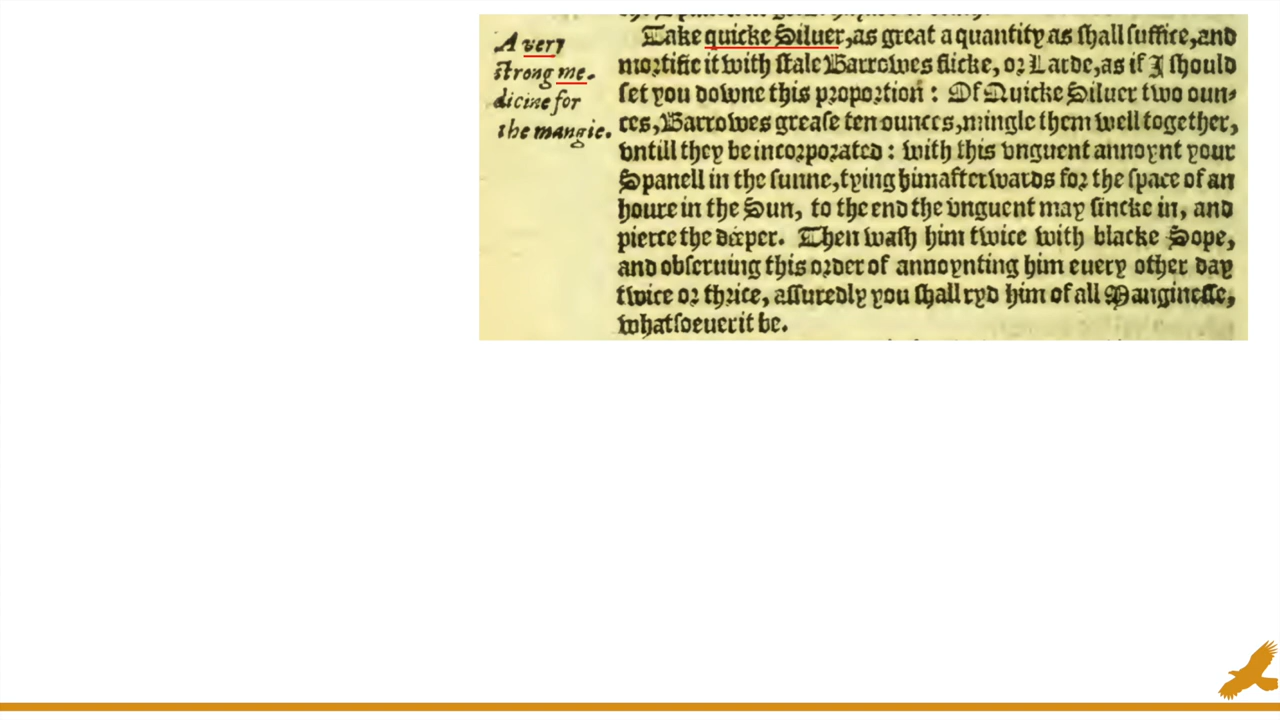 A very
strong me-
dicine for
the mangie.
Take quicke Siluer, as great a quantity as shall suffice, and
mortifie it with stale Barrowes flicke, or Larde, as if I should
set you downe this proportion: Of Quicke Siluer two oun-
ces, Barrowes grease ten ounces, mingle them well together,
vntill they be incorporated: with this vnguent annoynt your
Spanell in the sunne, tying him afterwards for the space of an
houre in the Sun, to the end the vnguent may sincke in, and
pierce the déeper. Then wash him twice with blacke Sope,
and obseruing this order of annoynting him euery other day
twice or thrice, assuredly you shall ryd him of all Manginesse,
whatsoeuer it be.